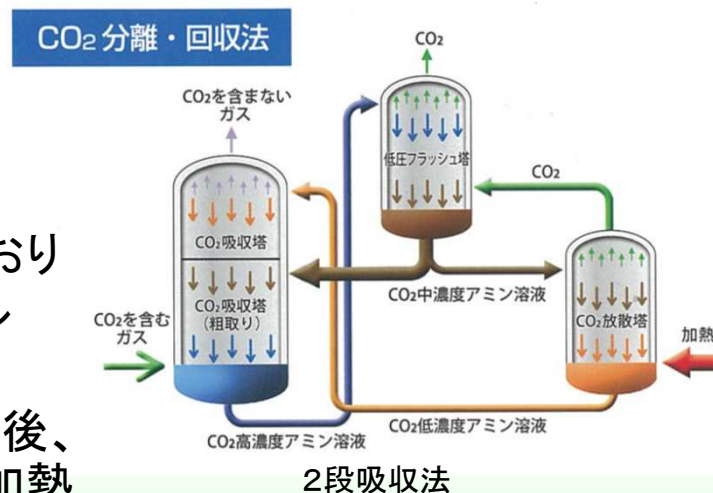 CO₂分離・回収法
CO₂
CO₂を含まない
ガス
低圧フラッシュ塔
CO₂
おり
CO₂吸収塔
CO₂吸収塔
(粗取り)
CO₂中濃度アミン溶液
CO₂放散塔
CO₂を含む
ガス
加熱
後、
CO₂低濃度アミン溶液
CO₂高濃度アミン溶液
加熱
2段吸収法